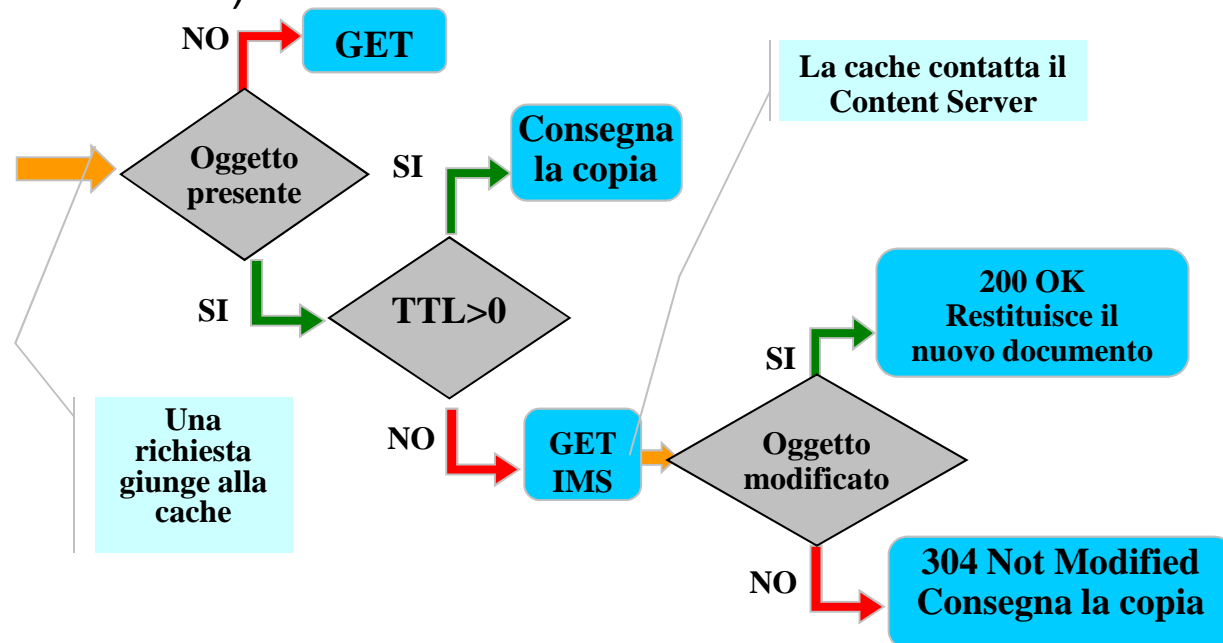 )
NO
GET
La cache contatta il
Content Server
Oggetto
presente
SI
Consegna
la copia
SI
TTL>0
200 OK
Restituisce il
nuovo documento
SI
Una
richiesta
giunge alla
cache
NO
GET
IMS
Oggetto
modificato
NO
304 Not Modified
Consegna la copia